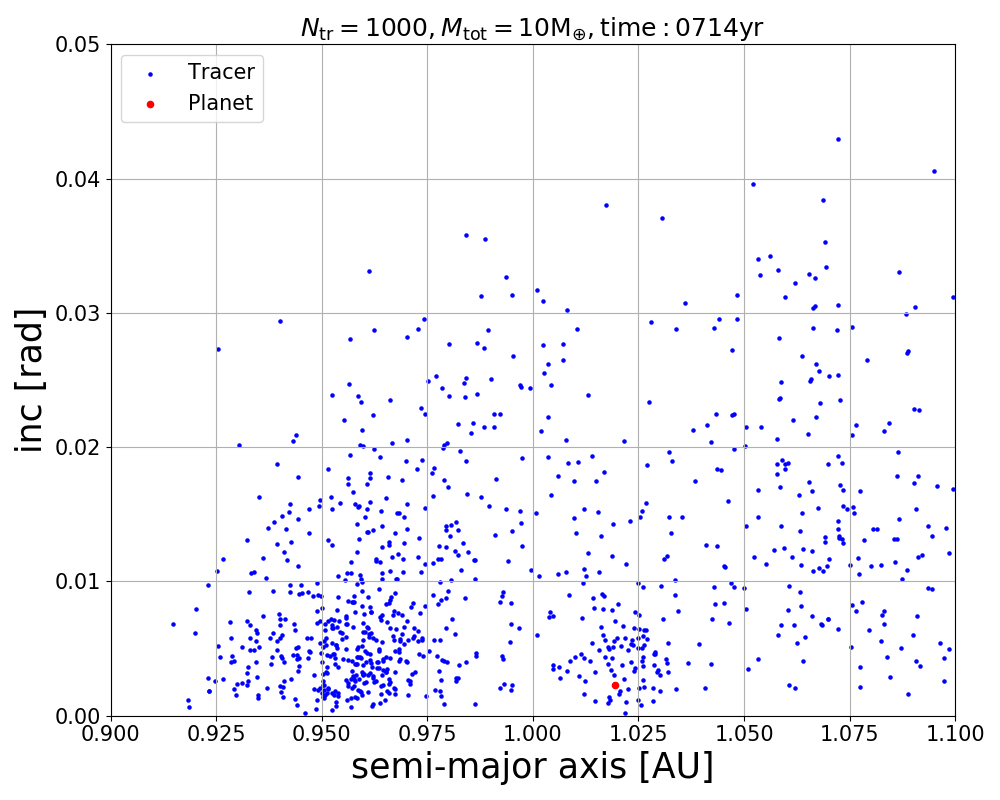 N_tr = 1000, M_tot = 10M_⊕, time : 0714yr
Tracer
Planet
0.05
0.04
0.03
0.02
0.01
0.00
inc [rad]
0.900 0.925 0.950 0.975 1.000 1.025 1.050 1.075 1.100
semi-major axis [AU]